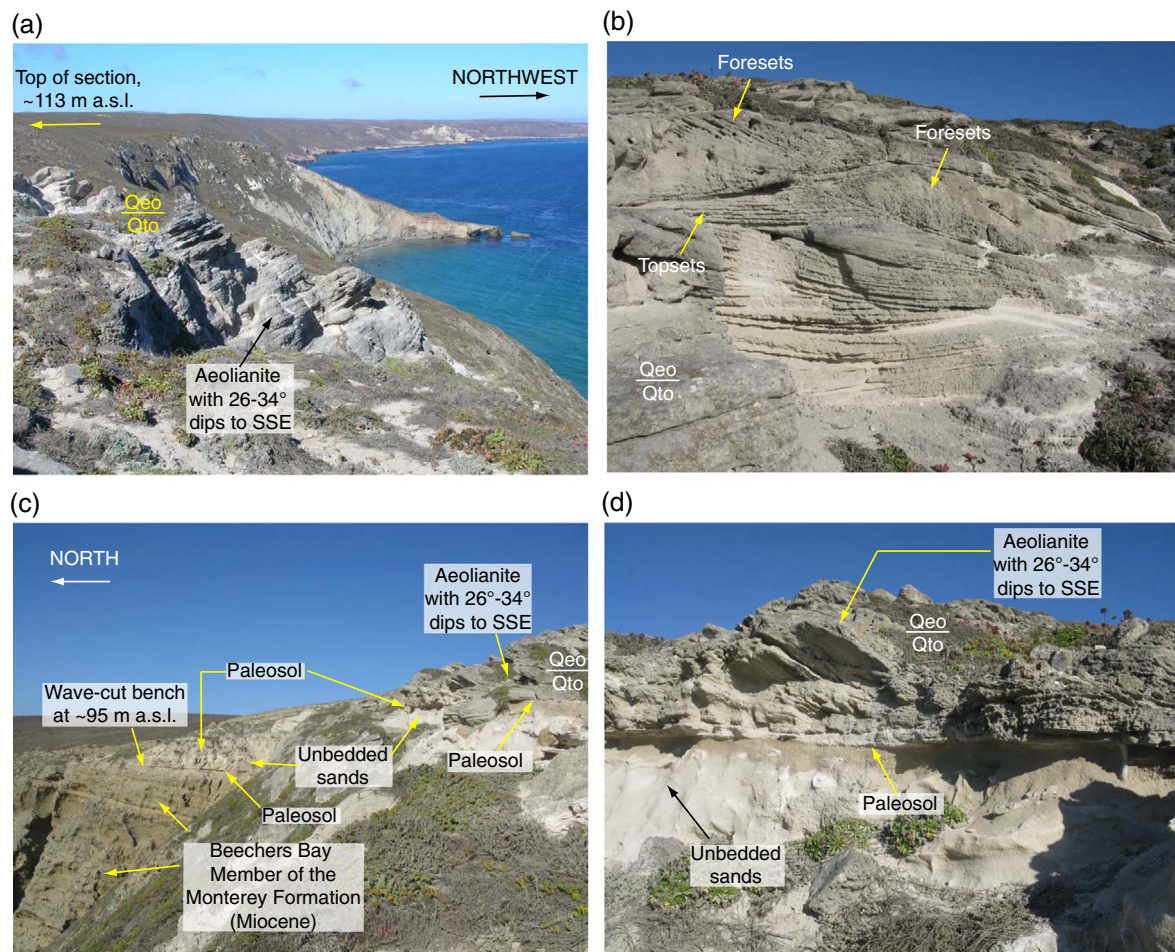 (a)
Top of section,
~113 m a.s.l.
NORTHWEST
Qeo
Qto
Aeolianite
with 26-34°
dips to SSE
(b)
Foresets
Foresets
Topsets
Qeo
Qto
(c)
NORTH
Aeolianite
with 26°-34°
dips to SSE
Qeo
Qto
Paleosol
Wave-cut bench
at ~95 m a.s.l.
Unbedded
sands
Paleosol
Paleosol
Beechers Bay
Member of the
Monterey Formation
(Miocene)
(d)
Aeolianite
with 26°-34°
dips to SSE
Qeo
Qto
Paleosol
Unbedded
sands